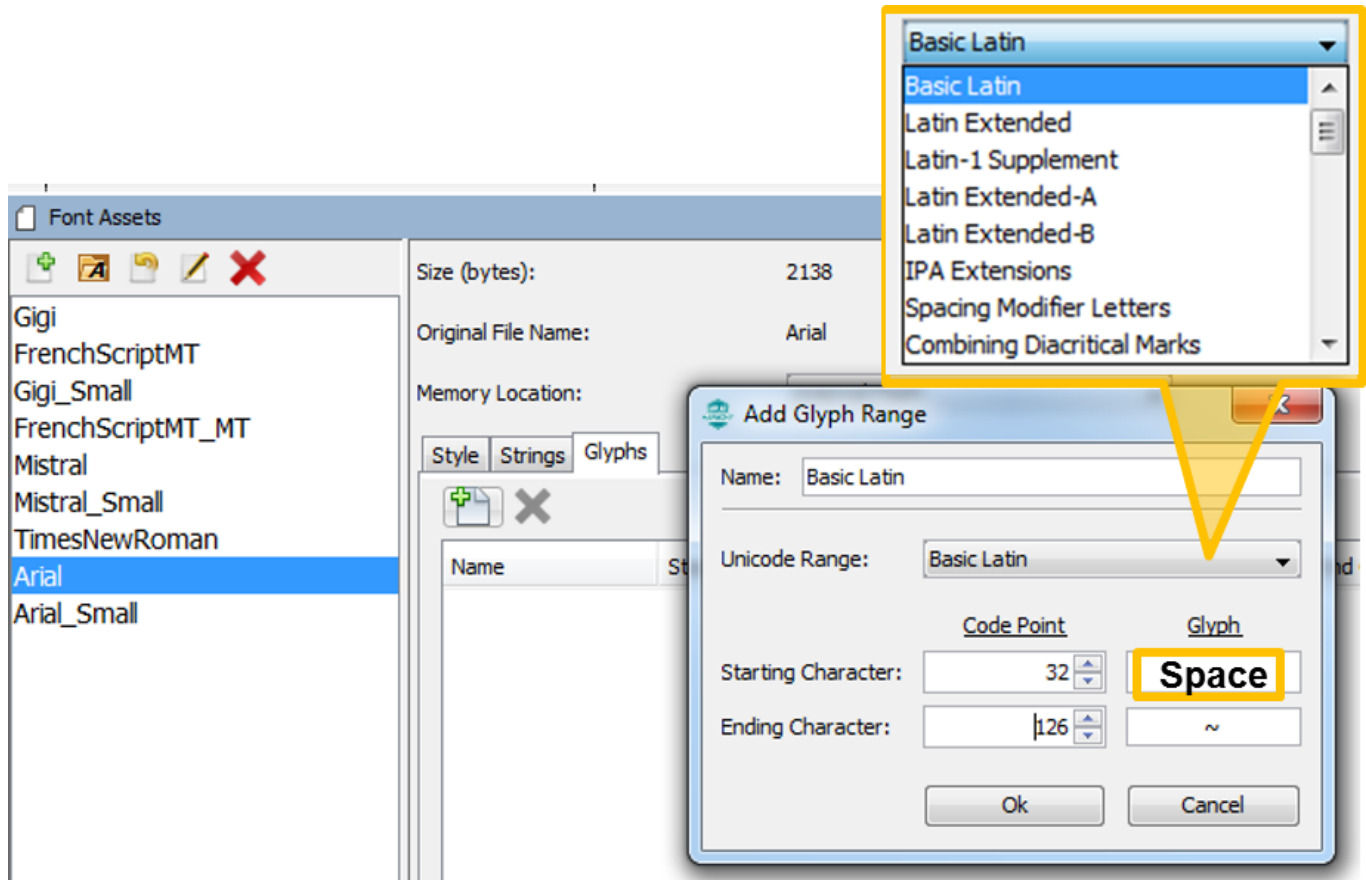 Basic Latin
Basic Latin
Latin Extended
Latin-1 Supplement
Latin Extended-A
Latin Extended-B
IPA Extensions
Spacing Modifier Letters
Combining Diacritical Marks
Font Assets
Gigi
FrenchScriptMT
Gigi_Small
FrenchScriptMT_MT
Mistral
Mistral_Small
TimesNewRoman
Arial
Arial_Small
Size (bytes): 2138
Original File Name: Arial
Memory Location:
Style Strings Glyphs
Name St
Add Glyph Range
Name: Basic Latin
Unicode Range: Basic Latin
Code Point Glyph
Starting Character: 32 Space
Ending Character: 126 ~
Ok Cancel